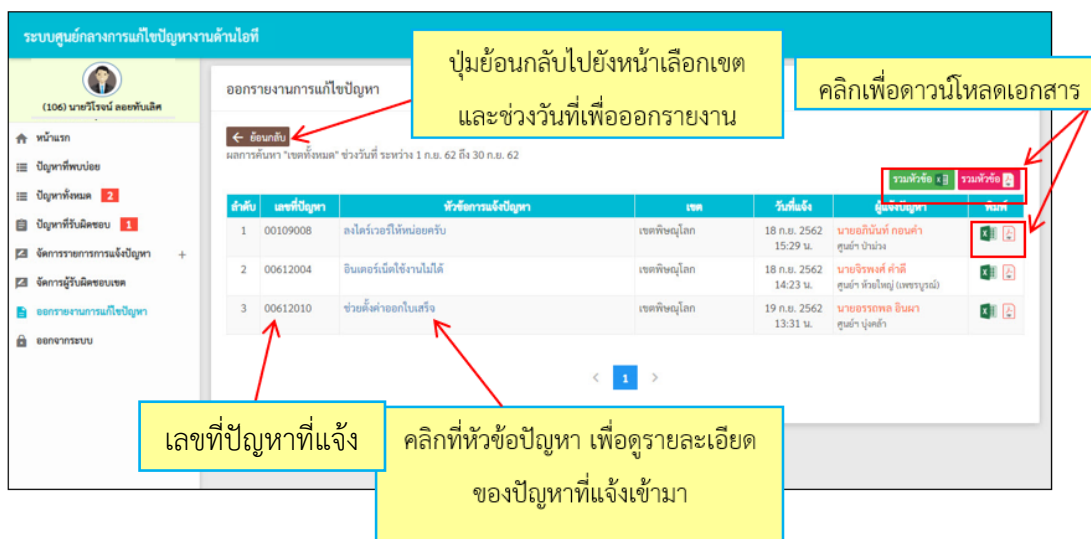 ระบบศูนย์กลางการแก้ไขปัญหางานด้านไอที
(106) นายวิโรจน์ ลอยทับเลิศ
หน้าแรก
ปัญหาที่พบบ่อย
ปัญหาทั้งหมด 2
ปัญหาที่รับผิดชอบ 1
จัดการรายการการแจ้งปัญหา +
จัดการผู้รับผิดชอบเขต
ออกรายงานการแก้ไขปัญหา
ออกจากระบบ
ออกรายงานการแก้ไขปัญหา
ปุ่มย้อนกลับไปยังหน้าเลือกเขต
และช่วงวันที่เพื่อออกรายงาน
คลิกเพื่อดาวน์โหลดเอกสาร
← ย้อนกลับ
ผลการค้นหา "เขตทั้งหมด" ช่วงวันที่ ระหว่าง 1 ก.ย. 62 ถึง 30 ก.ย. 62
รวมหัวข้อ รวมหัวข้อ
ลำดับ เลขที่ปัญหา หัวข้อการแจ้งปัญหา เขต วันที่แจ้ง ผู้แจ้งปัญหา พิมพ์
1 00109008 ลงไดร์เวอร์ให้หน่อยครับ เขตพิษณุโลก 18 ก.ย. 2562 นายอภินันท์ กอนคำ
15:29 น. ศูนย์ฯ ป่าม่วง
2 00612004 อินเตอร์เน็ตใช้งานไม่ได้ เขตพิษณุโลก 18 ก.ย. 2562 นายจิรพงศ์ คำดี
14:23 น. ศูนย์ฯ ห้วยใหญ่ (เพชรบูรณ์)
3 00612010 ช่วยตั้งค่าออกใบเสร็จ เขตพิษณุโลก 19 ก.ย. 2562 นายอรรถพล อินผา
13:31 น. ศูนย์ฯ บุ่งคล้า
< 1 >
เลขที่ปัญหาที่แจ้ง
คลิกที่หัวข้อปัญหา เพื่อดูรายละเอียด
ของปัญหาที่แจ้งเข้ามา